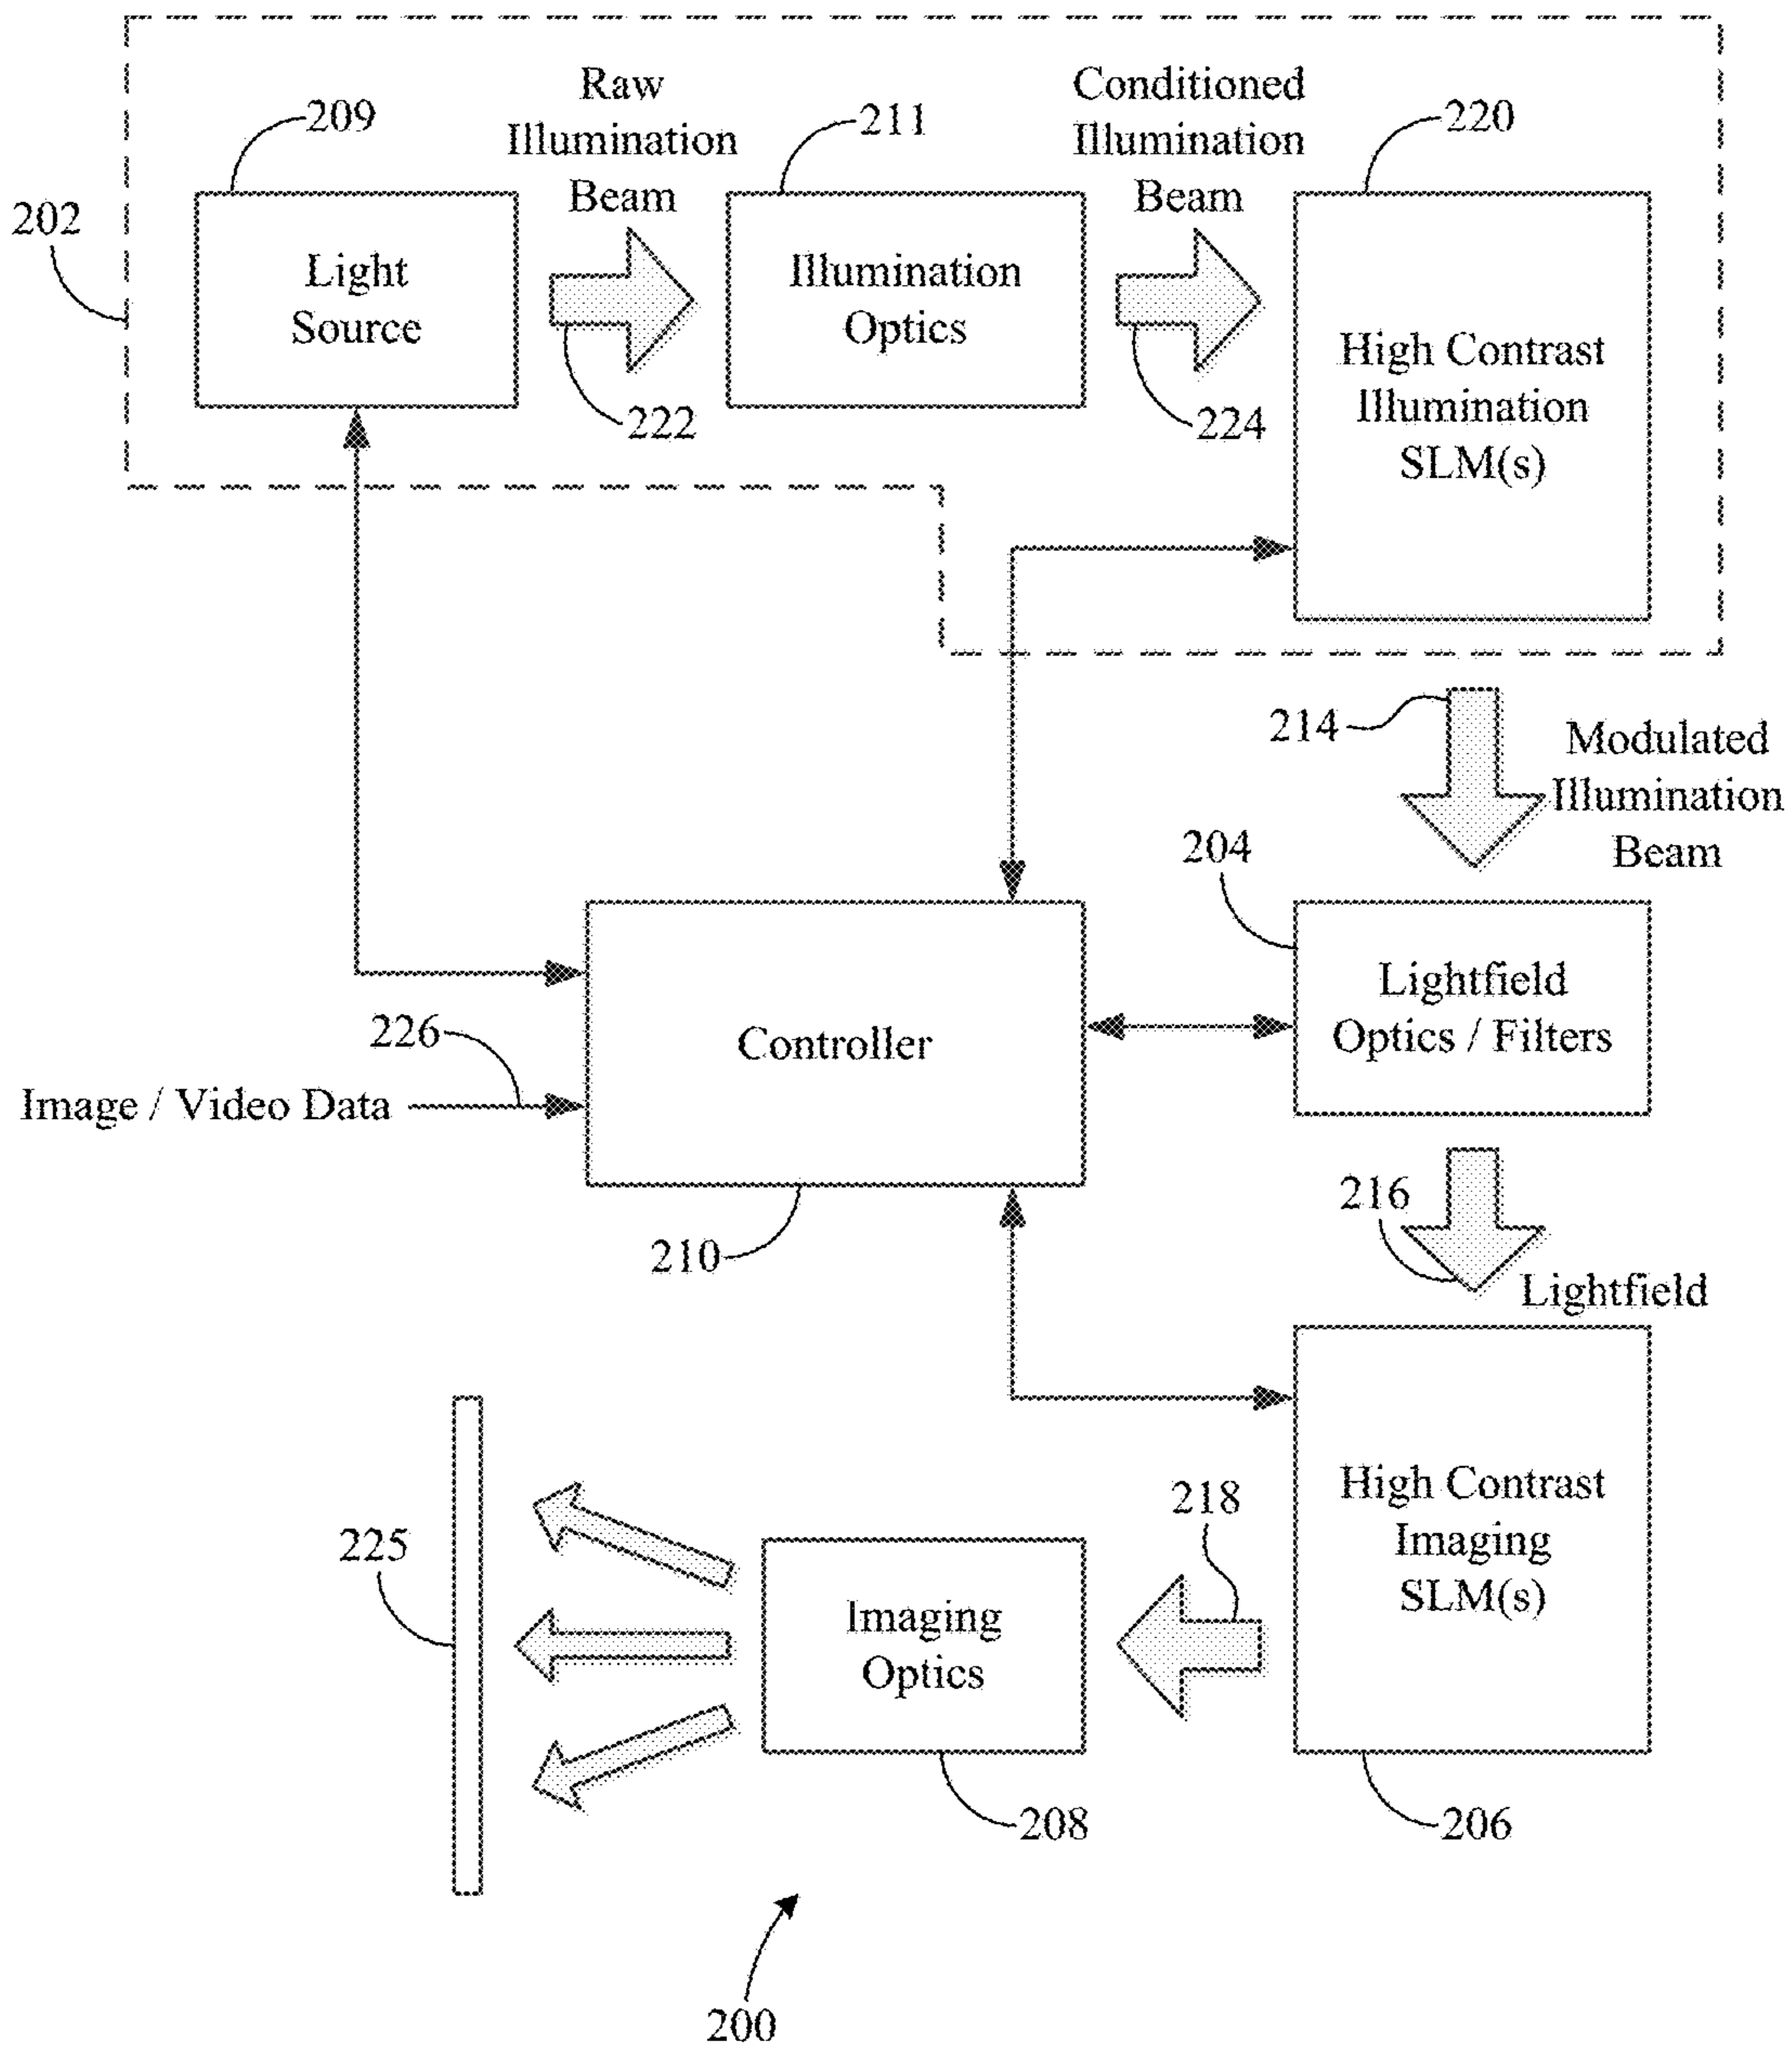 Raw
Illumination
Beam
Conditioned
Illumination
Beam
209
211
220
202
Light
Source
Illumination
Optics
High Contrast
Illumination
SLM(s)
222
224
214
Modulated
Illumination
Beam
204
Lightfield
Optics / Filters
Controller
226
Image / Video Data
210
216
Lightfield
High Contrast
Imaging
SLM(s)
218
225
Imaging
Optics
208
206
200